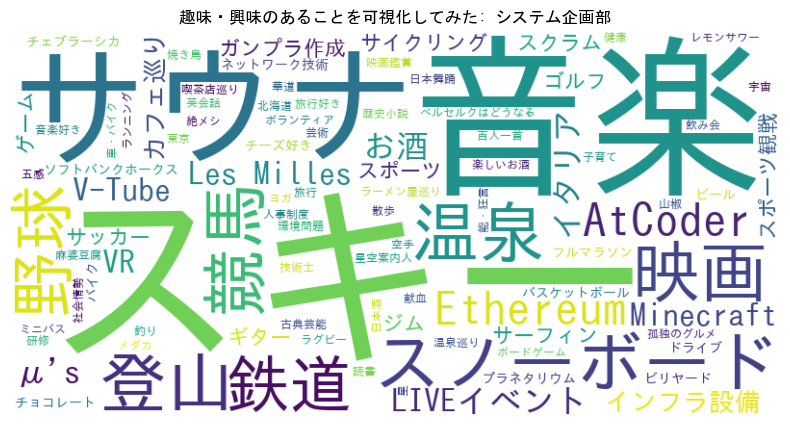 趣味・興味のあることを可視化してみた: システム企画部
チェブラーシカ
焼き鳥
ガンプラ作成
サイクリング
スクラム
健康
レモンサワー
サウナ
音楽
スキー
カフェ巡り
ネットワーク技術
映画鑑賞
日本舞踊
ゴルフ
宇宙
ゲーム
音楽好き
車・バイク
ランニング
喫茶店巡り
華道
英会話
北海道
旅行好き
歴史小説
ベルセルクはどうなる
飲み会
絶メシ
ボランティア
芸術
百人一首
東京
チーズ好き
お酒
イタリア
子育て
スポーツ観戦
五感
ソフトバンクホークス
Les Milles
スポーツ
楽しいお酒
V-Tube
ヨガ
旅行
ラーメン屋巡り
能・狂言
山椒
ビール
野球
競馬
人事制度
散歩
温泉
AtCoder
サッカー
環境問題
空手
フルマラソン
麻婆豆腐
VR
星空案内人
映画
社会情勢
バイク
技術士
バスケットボール
ミニバス
釣り
古典芸能
日本酒
献血
Ethereum
Minecraft
研修
メダカ
ギター
ラグビー
ジム
サーフィン
孤独のグルメ
温泉巡り
ボードゲーム
ドライブ
μ's
登山
鉄道
読書
スノーボード
プラネタリウム
ビリヤード
チョコレート
LIVEイベント
インフラ設備